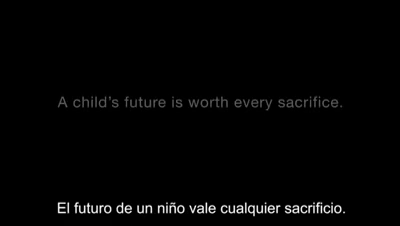 A child's future is worth every sacrifice.
El futuro de un niño vale cualquier sacrificio.